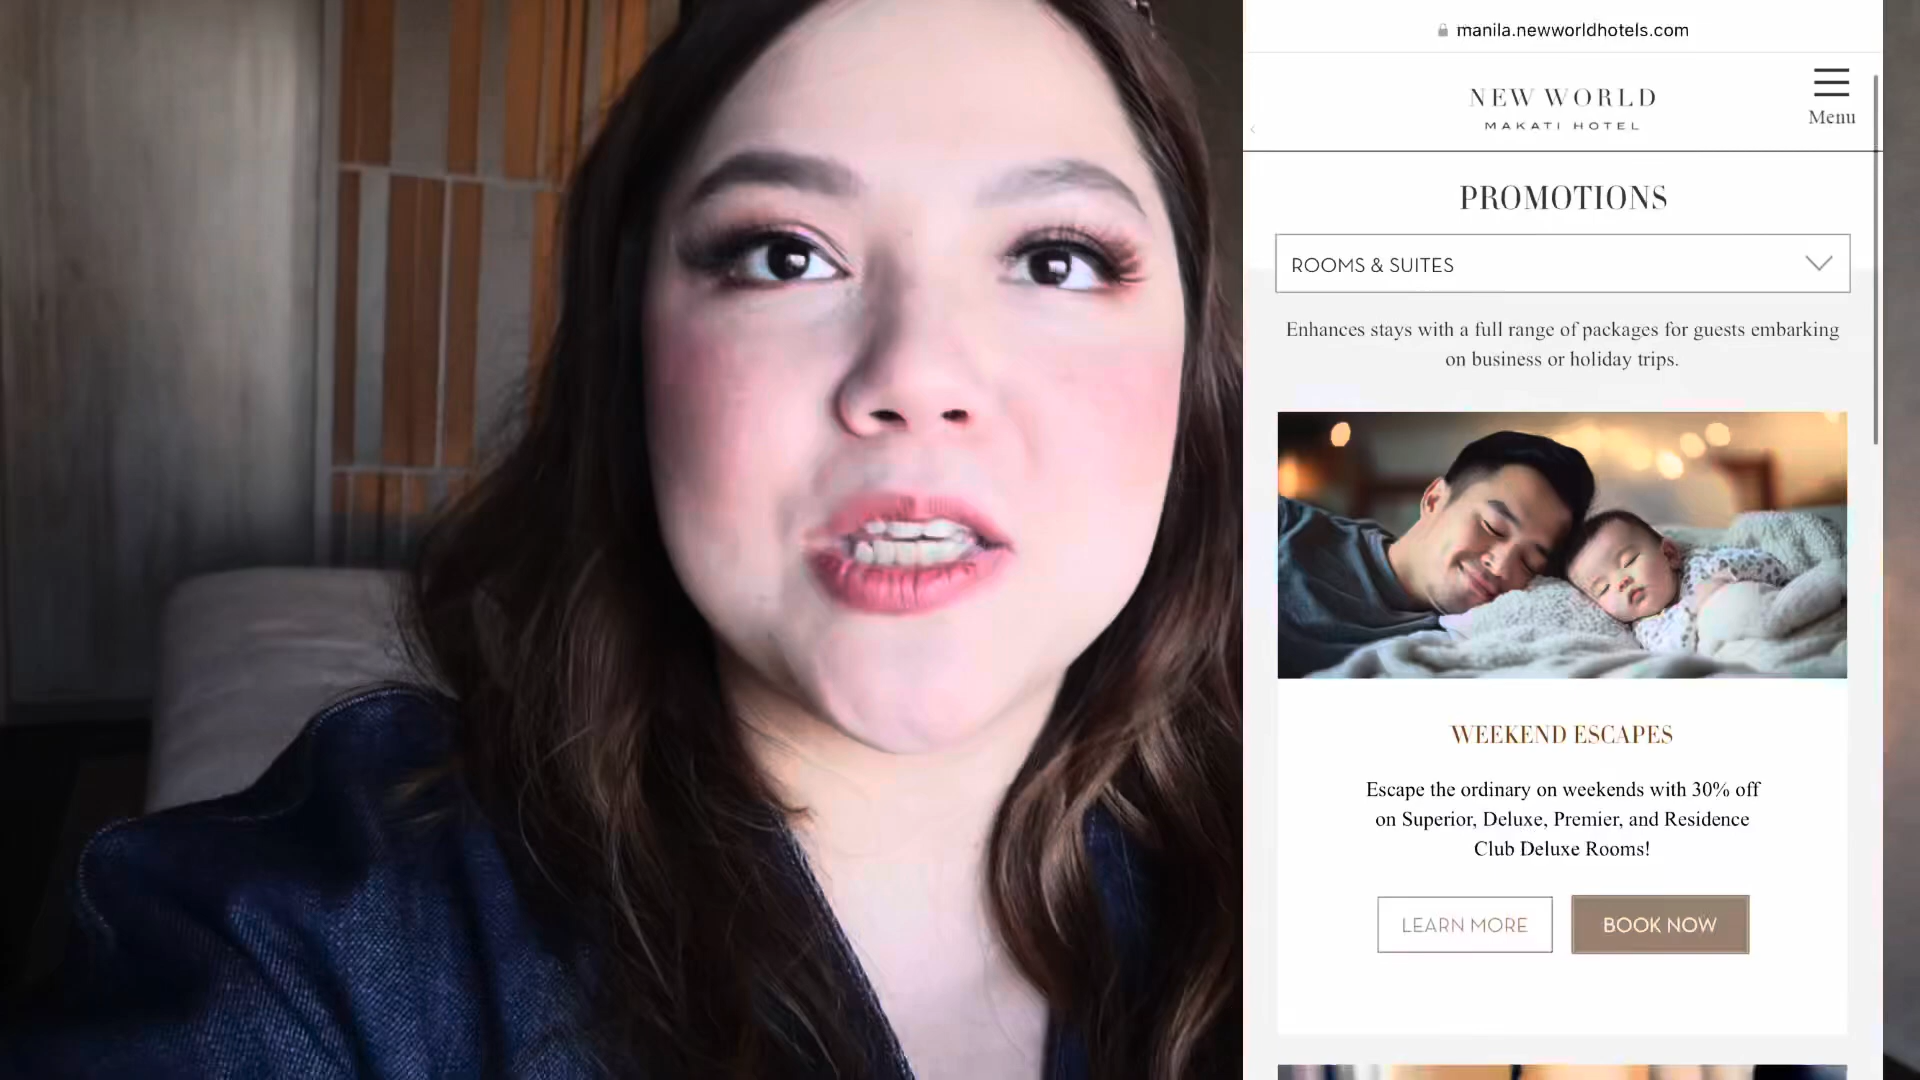 manila.newworldhotels.com
NEW WORLD
MAKATI HOTEL
Menu
PROMOTIONS
ROOMS & SUITES
Enhances stays with a full range of packages for guests embarking
on business or holiday trips.
WEEKEND ESCAPES
Escape the ordinary on weekends with 30% off
on Superior, Deluxe, Premier, and Residence
Club Deluxe Rooms!
LEARN MORE
BOOK NOW